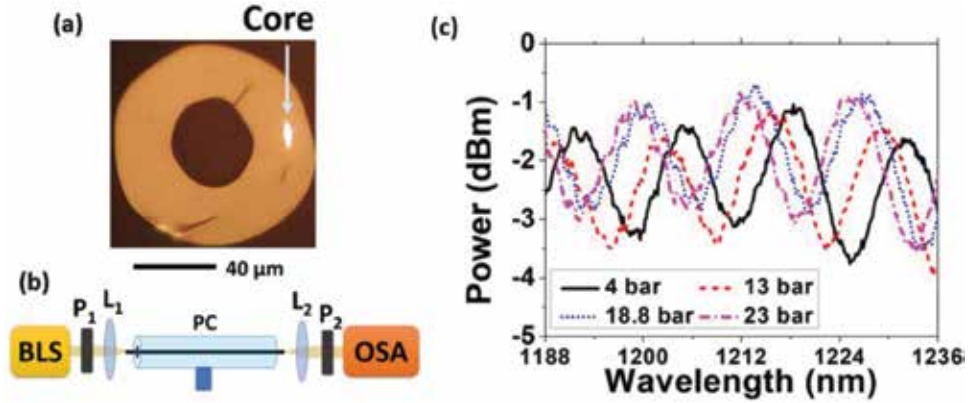 (a)
Core
40 µm
(b)
BLS
P1
L1
PC
L2
P2
OSA
(c)
Power (dBm)
0
-1
-2
-3
-4
-5
4 bar
13 bar
18.8 bar
23 bar
1188
1200
1212
1224
1236
Wavelength (nm)